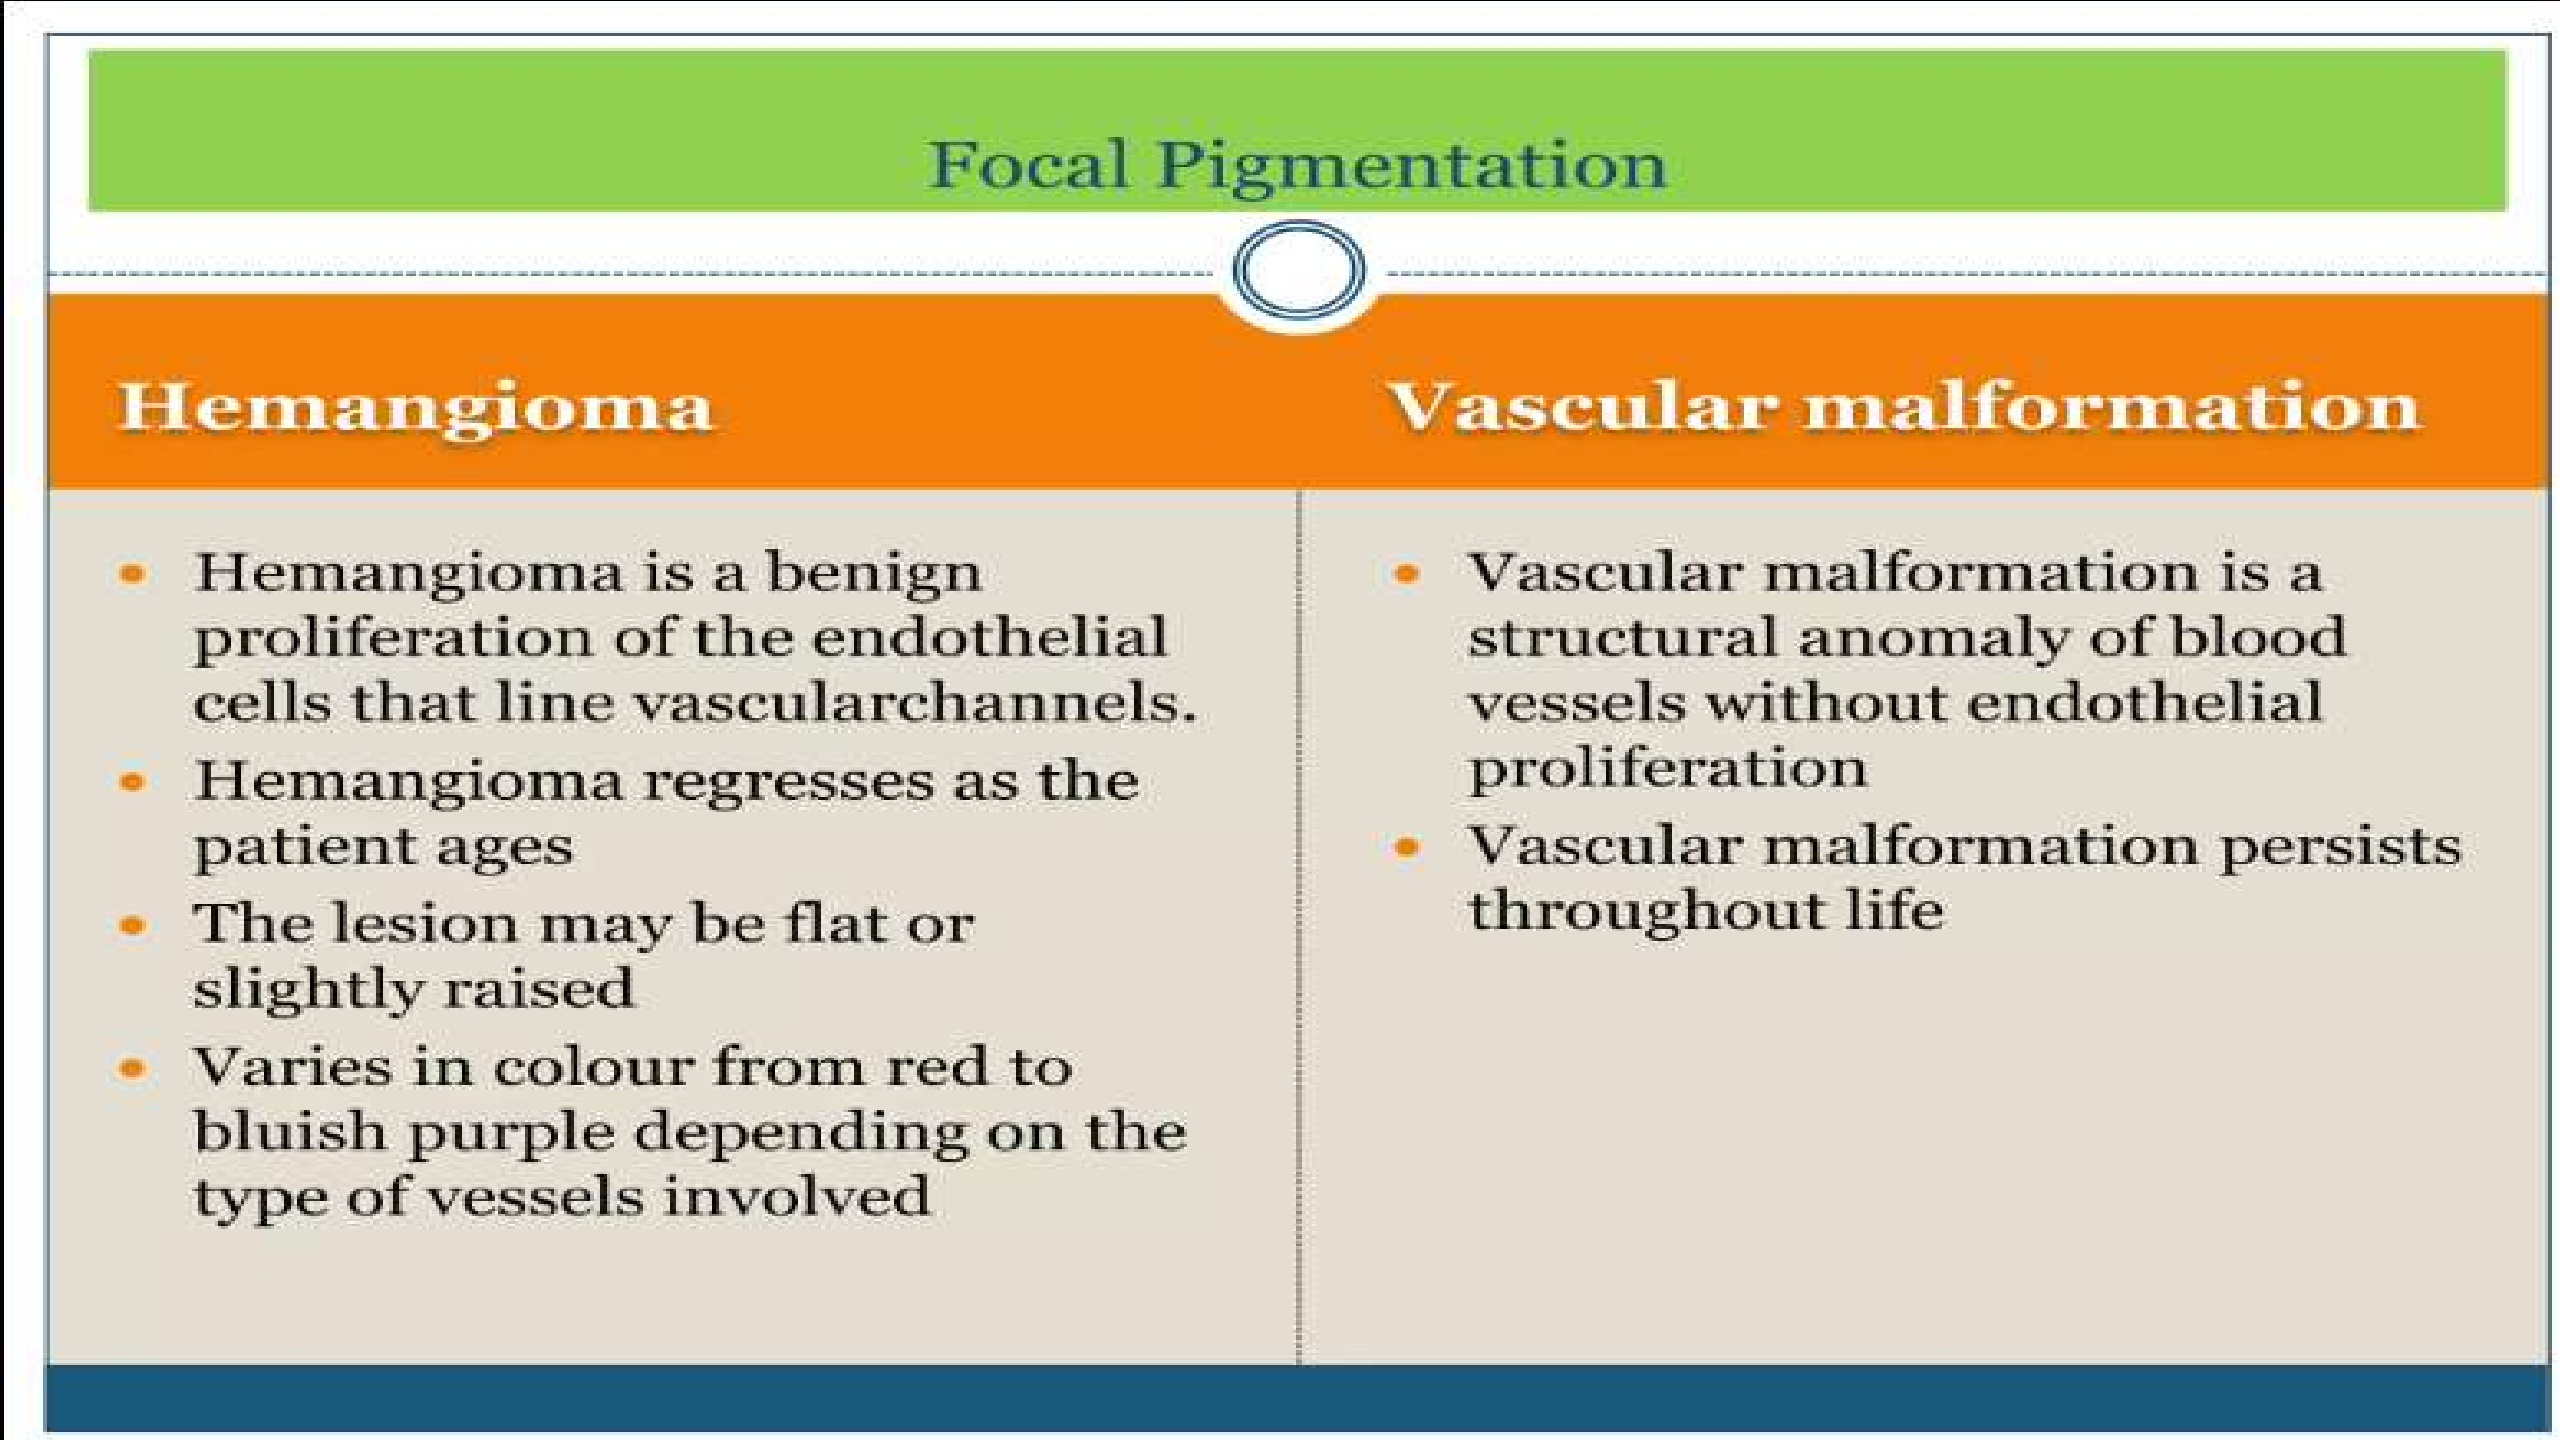 Focal Pigmentation
Hemangioma
Vascular malformation
• Hemangioma is a benign
proliferation of the endothelial
cells that line vascularchannels.
• Hemangioma regresses as the
patient ages
• The lesion may be flat or
slightly raised
• Varies in colour from red to
bluish purple depending on the
type of vessels involved
• Vascular malformation is a
structural anomaly of blood
vessels without endothelial
proliferation
• Vascular malformation persists
throughout life